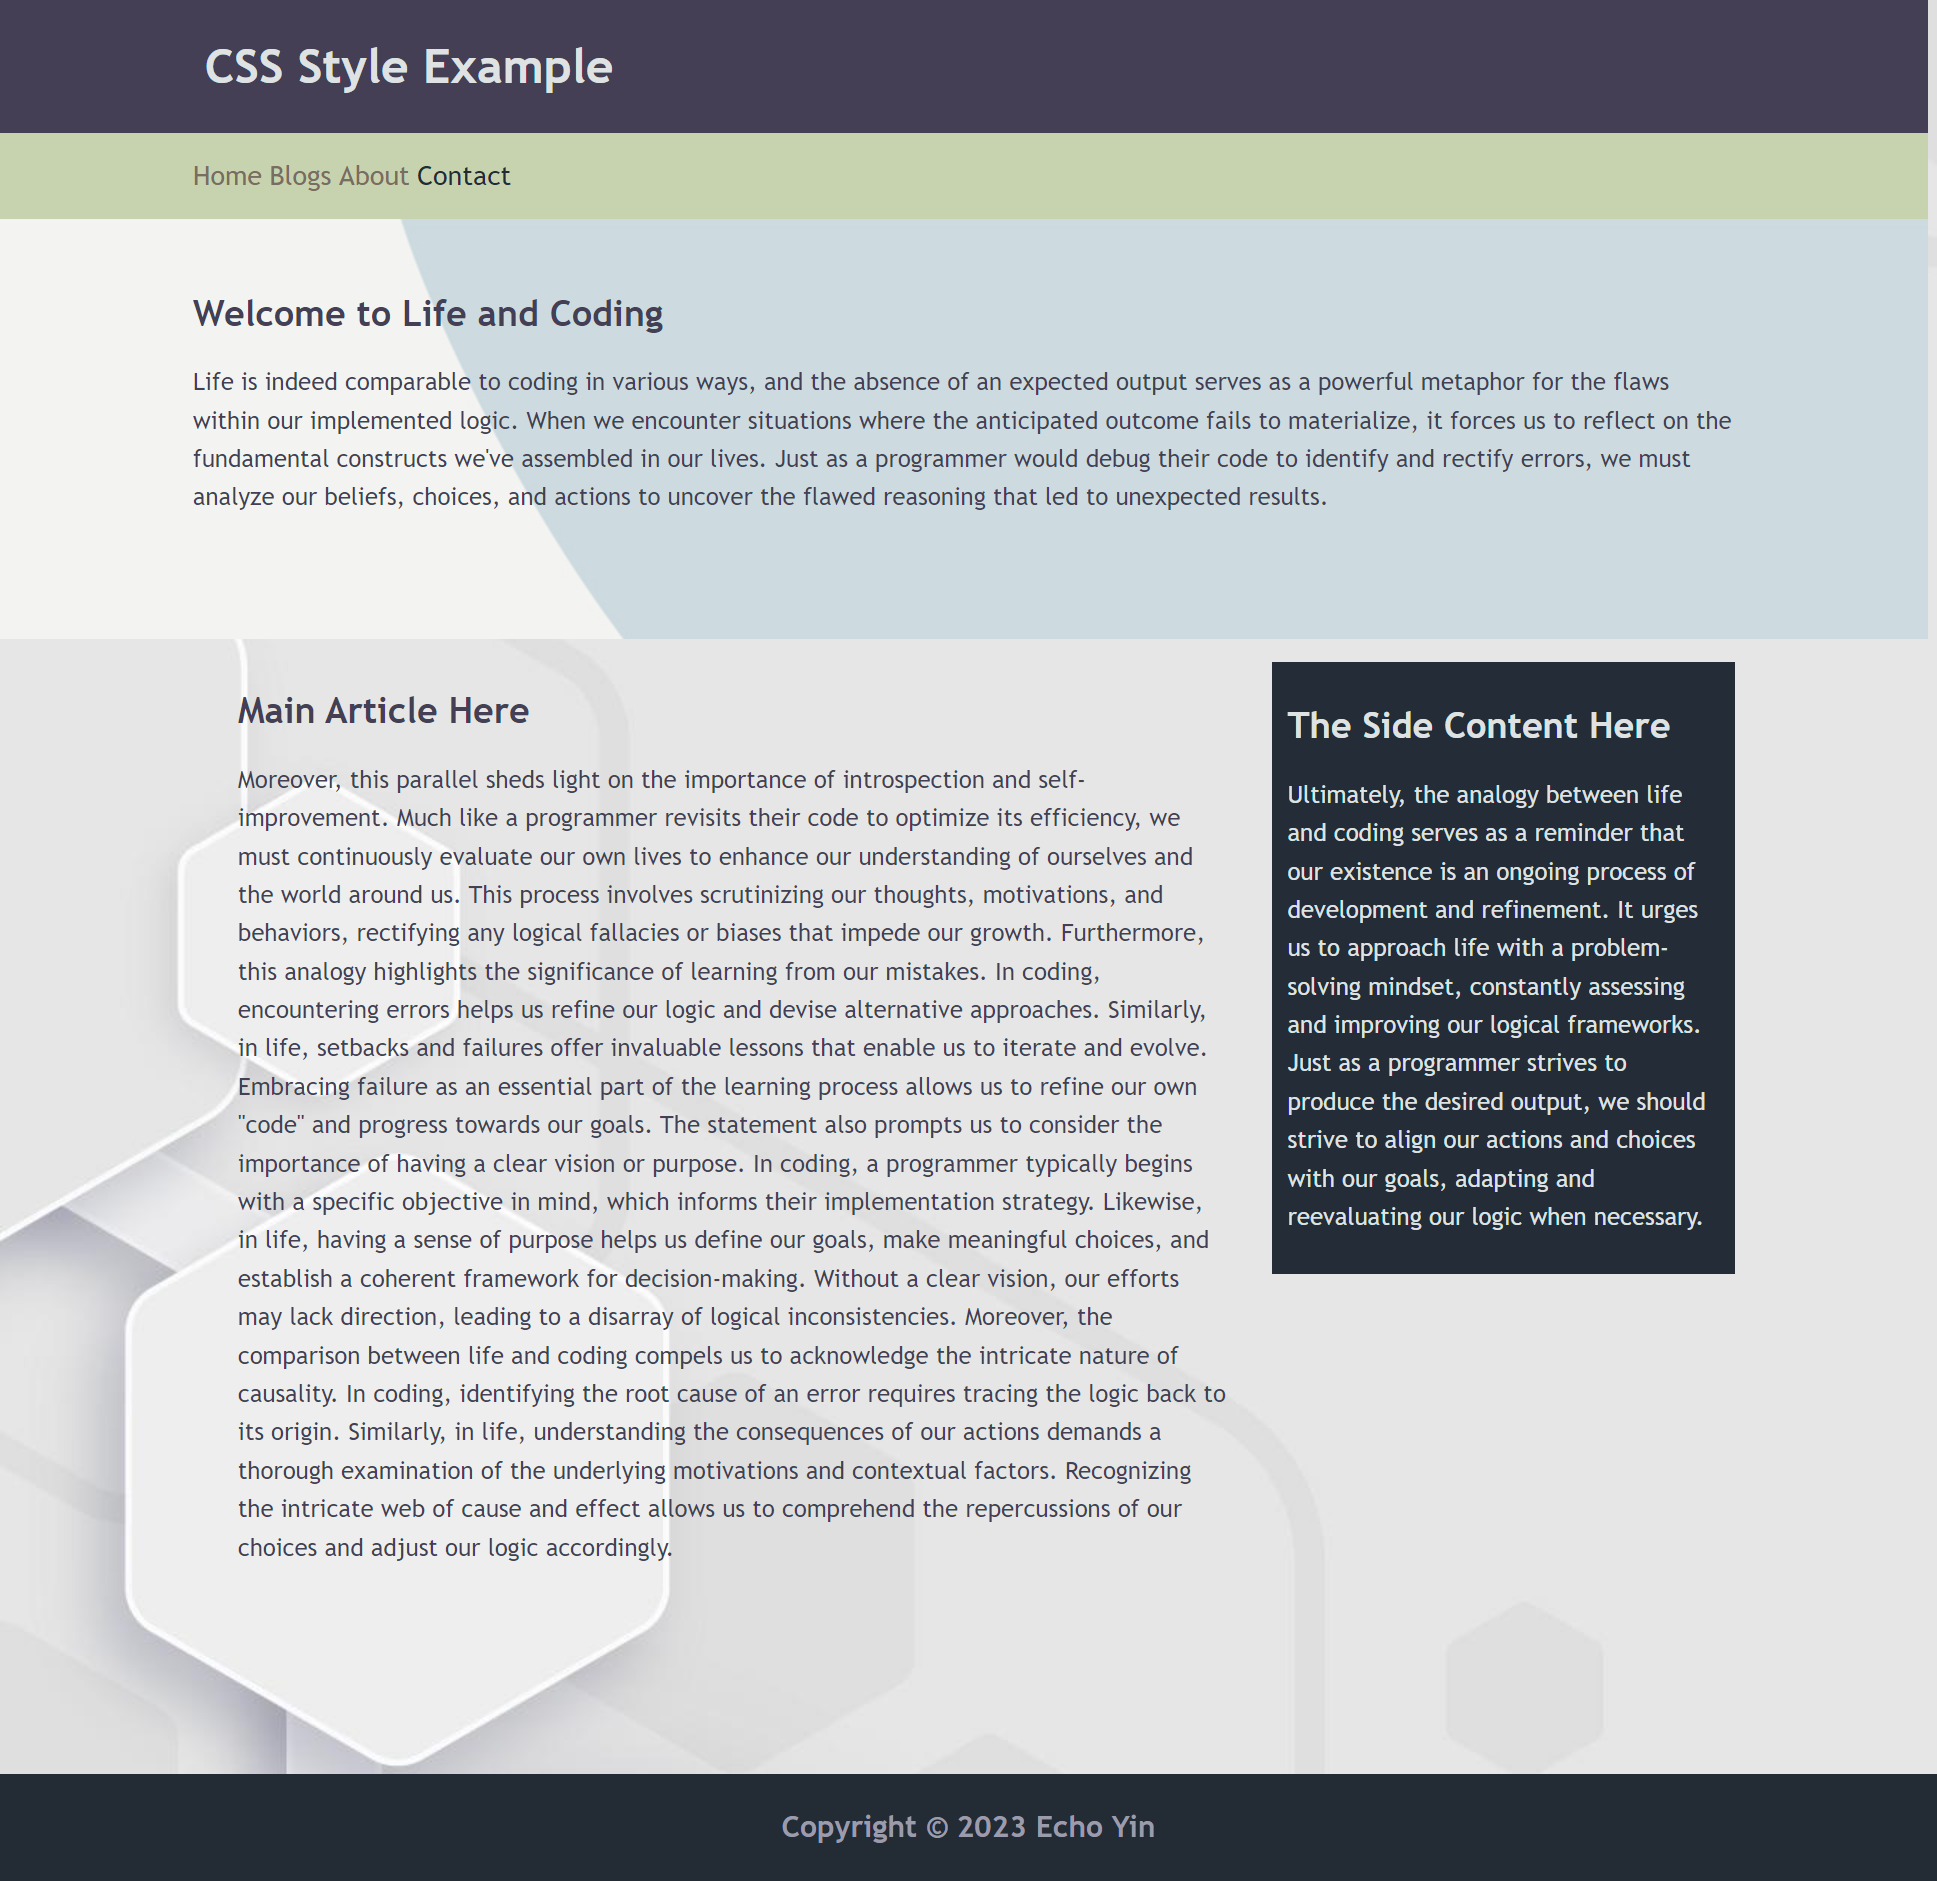 CSS Style Example
Home Blogs About Contact
Welcome to Life and Coding
Life is indeed comparable to coding in various ways, and the absence of an expected output serves as a powerful metaphor for the flaws
within our implemented logic. When we encounter situations where the anticipated outcome fails to materialize, it forces us to reflect on the
fundamental constructs we've assembled in our lives. Just as a programmer would debug their code to identify and rectify errors, we must
analyze our beliefs, choices, and actions to uncover the flawed reasoning that led to unexpected results.
Main Article Here
Moreover, this parallel sheds light on the importance of introspection and self-
improvement. Much like a programmer revisits their code to optimize its efficiency, we
must continuously evaluate our own lives to enhance our understanding of ourselves and
the world around us. This process involves scrutinizing our thoughts, motivations, and
behaviors, rectifying any logical fallacies or biases that impede our growth. Furthermore,
this analogy highlights the significance of learning from our mistakes. In coding,
encountering errors helps us refine our logic and devise alternative approaches. Similarly,
in life, setbacks and failures offer invaluable lessons that enable us to iterate and evolve.
Embracing failure as an essential part of the learning process allows us to refine our own
"code" and progress towards our goals. The statement also prompts us to consider the
importance of having a clear vision or purpose. In coding, a programmer typically begins
with a specific objective in mind, which informs their implementation strategy. Likewise,
in life, having a sense of purpose helps us define our goals, make meaningful choices, and
establish a coherent framework for decision-making. Without a clear vision, our efforts
may lack direction, leading to a disarray of logical inconsistencies. Moreover, the
comparison between life and coding compels us to acknowledge the intricate nature of
causality. In coding, identifying the root cause of an error requires tracing the logic back to
its origin. Similarly, in life, understanding the consequences of our actions demands a
thorough examination of the underlying motivations and contextual factors. Recognizing
the intricate web of cause and effect allows us to comprehend the repercussions of our
choices and adjust our logic accordingly.
The Side Content Here
Ultimately, the analogy between life
and coding serves as a reminder that
our existence is an ongoing process of
development and refinement. It urges
us to approach life with a problem-
solving mindset, constantly assessing
and improving our logical frameworks.
Just as a programmer strives to
produce the desired output, we should
strive to align our actions and choices
with our goals, adapting and
reevaluating our logic when necessary.
Copyright © 2023 Echo Yin